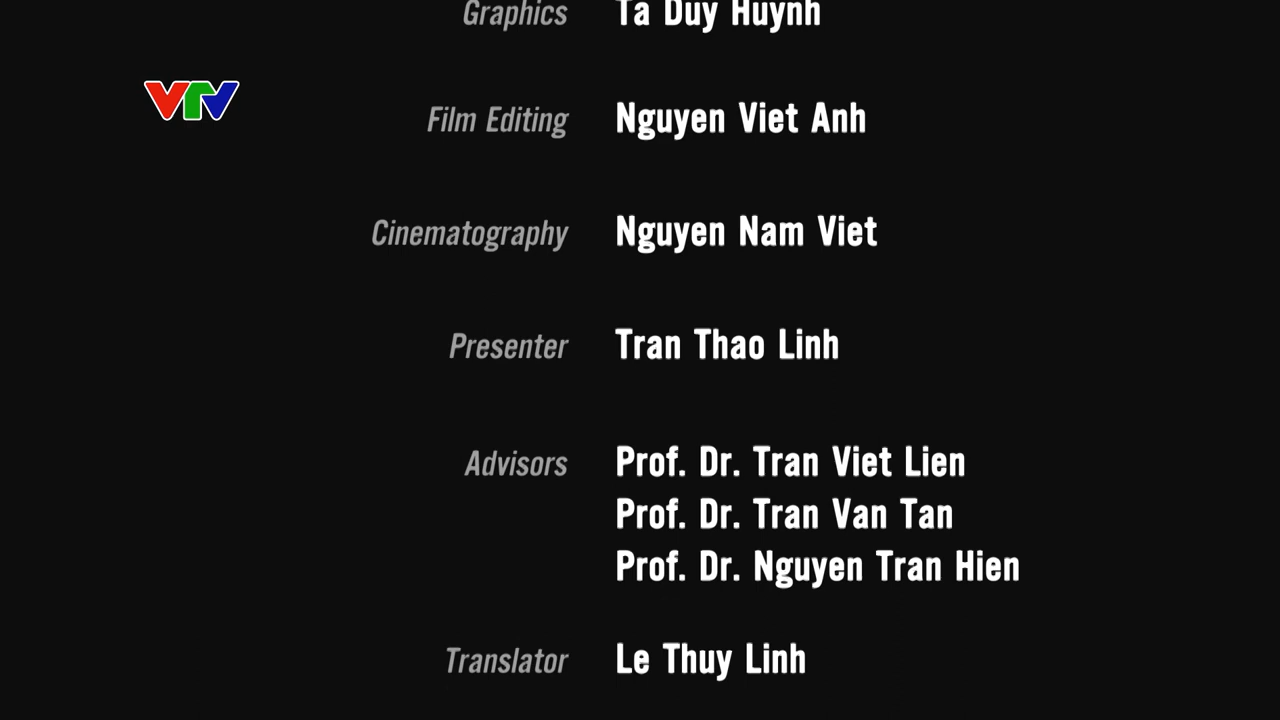 Graphics Ta Duy Huynh
VTV
Film Editing Nguyen Viet Anh
Cinematography Nguyen Nam Viet
Presenter Tran Thao Linh
Advisors Prof. Dr. Tran Viet Lien
Prof. Dr. Tran Van Tan
Prof. Dr. Nguyen Tran Hien
Translator Le Thuy Linh